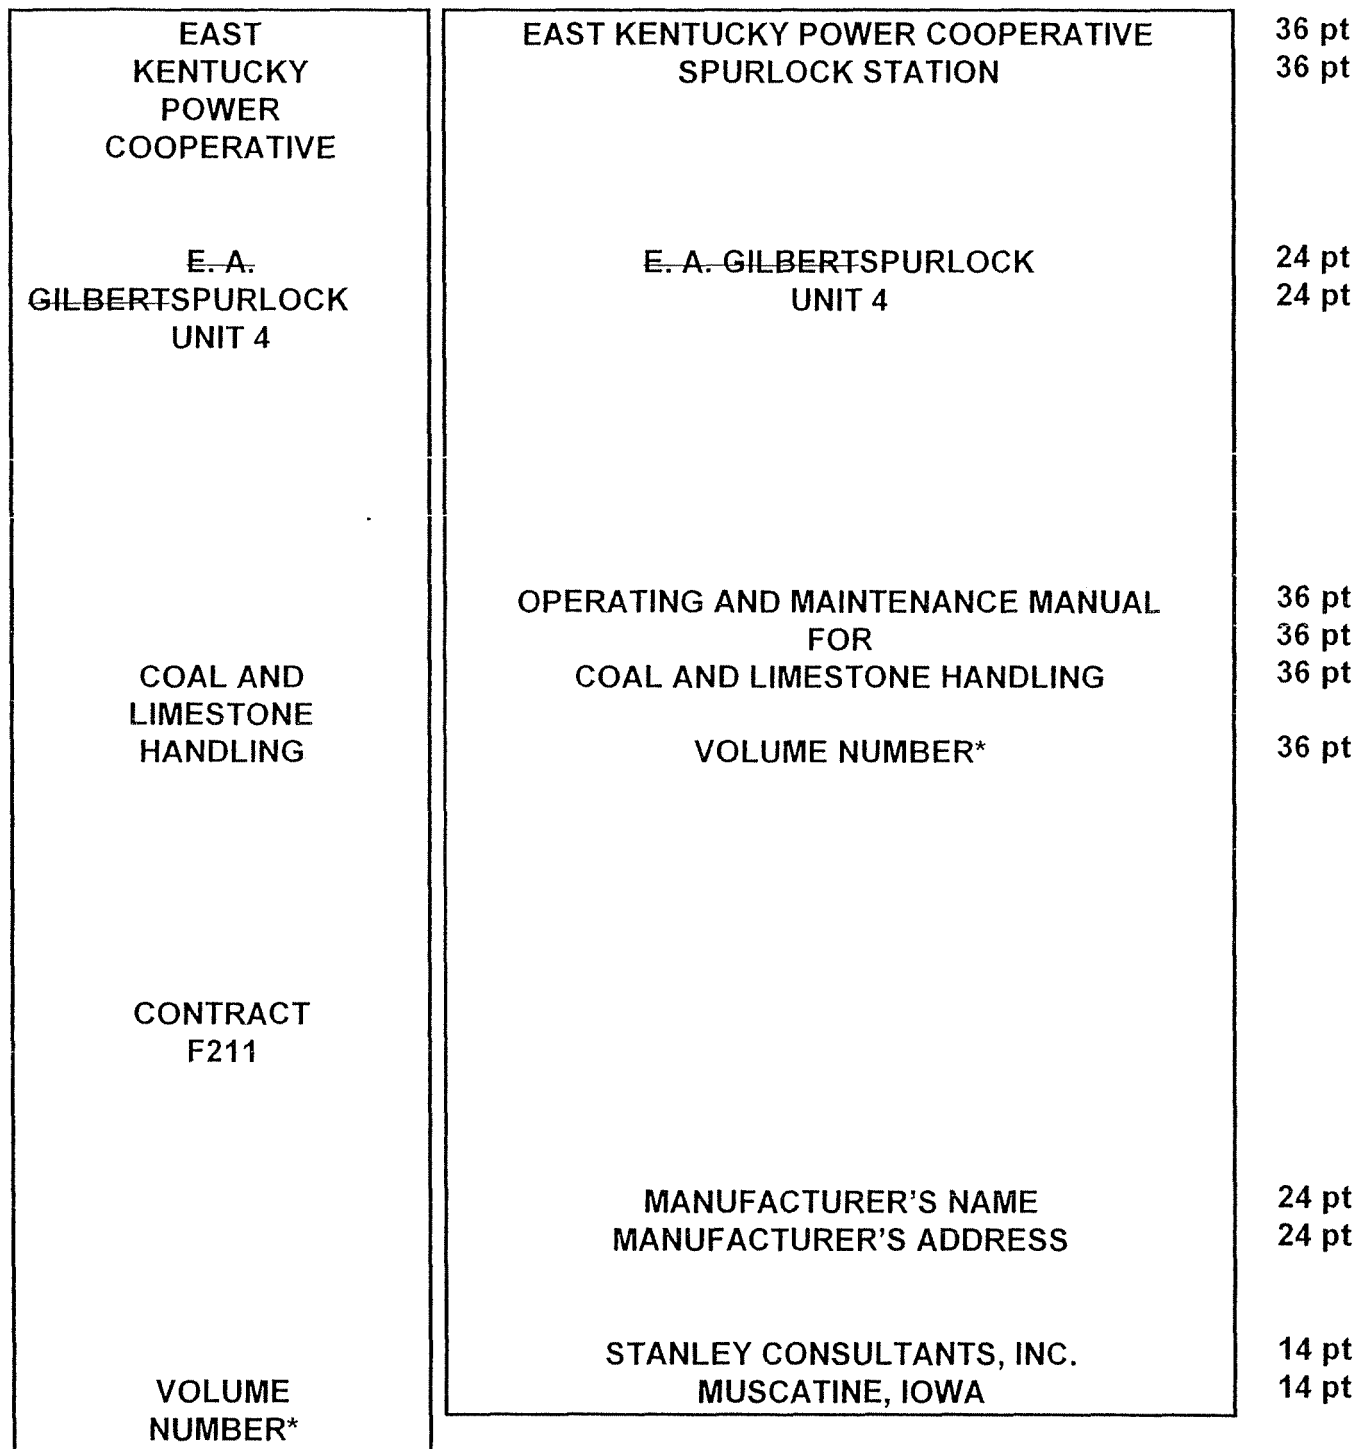 EAST
KENTUCKY
POWER
COOPERATIVE
E. A.
GILBERTSPURLOCK
UNIT 4
COAL AND
LIMESTONE
HANDLING
CONTRACT
F211
VOLUME
NUMBER*
EAST KENTUCKY POWER COOPERATIVE 36 pt
SPURLOCK STATION 36 pt
E. A. GILBERTSPURLOCK 24 pt
UNIT 4 24 pt
OPERATING AND MAINTENANCE MANUAL 36 pt
FOR 36 pt
COAL AND LIMESTONE HANDLING 36 pt
VOLUME NUMBER* 36 pt
MANUFACTURER'S NAME 24 pt
MANUFACTURER'S ADDRESS 24 pt
STANLEY CONSULTANTS, INC. 14 pt
MUSCATINE, IOWA 14 pt